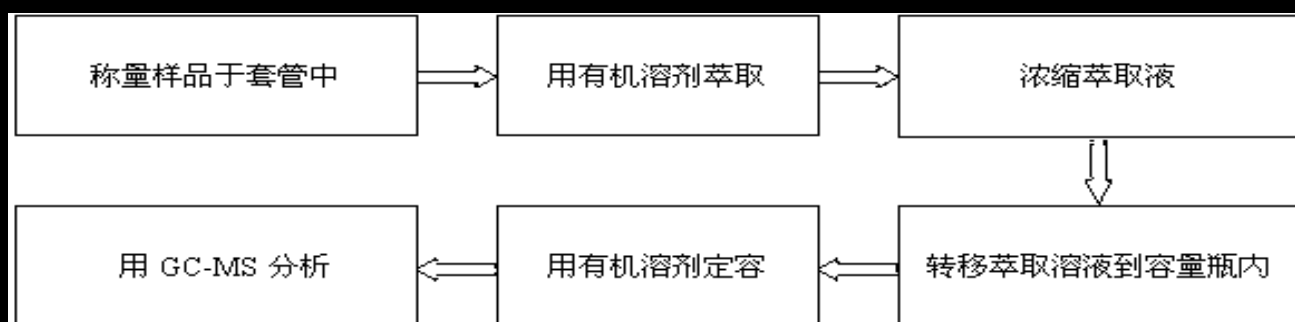 称量样品于套管中
用有机溶剂萃取
浓缩萃取液
转移萃取溶液到容量瓶内
用有机溶剂定容
用 GC-MS 分析